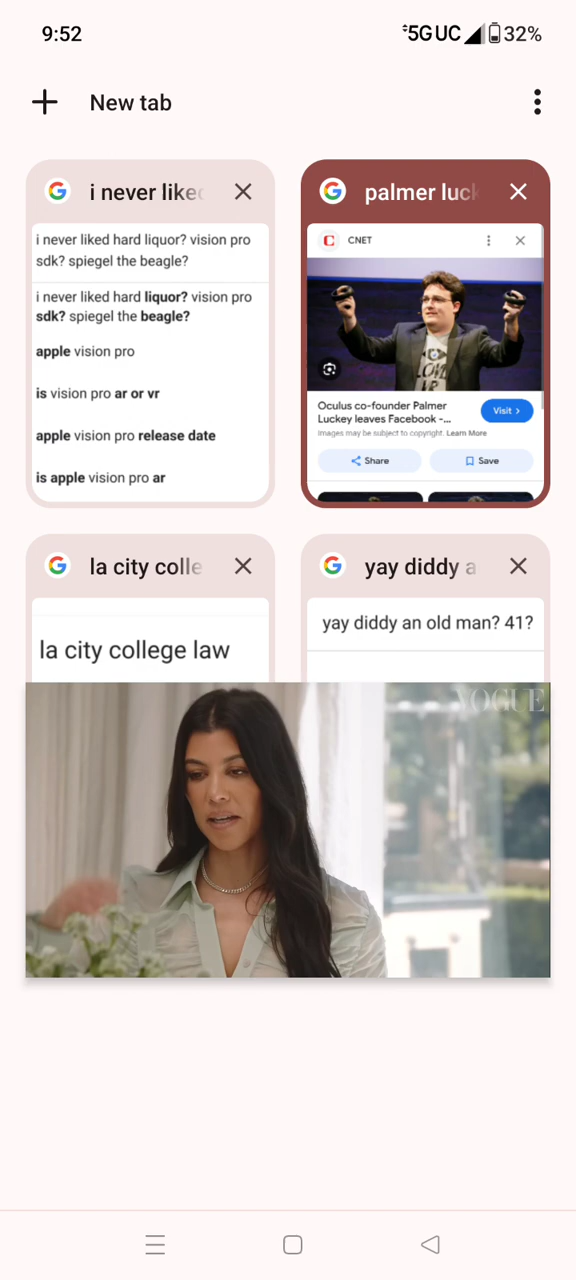 9:52
5G UC 32%
New tab
i never like
palmer luck
i never liked hard liquor? vision pro
sdk? spiegel the beagle?
i never liked hard liquor? vision pro
sdk? spiegel the beagle?
apple vision pro
is vision pro ar or vr
apple vision pro release date
is apple vision pro ar
CNET
Oculus co-founder Palmer
Luckey leaves Facebook -...
Visit >
Images may be subject to copyright. Learn More
Share
Save
la city colle
yay diddy a
la city college law
yay diddy an old man? 41?
VOGUE